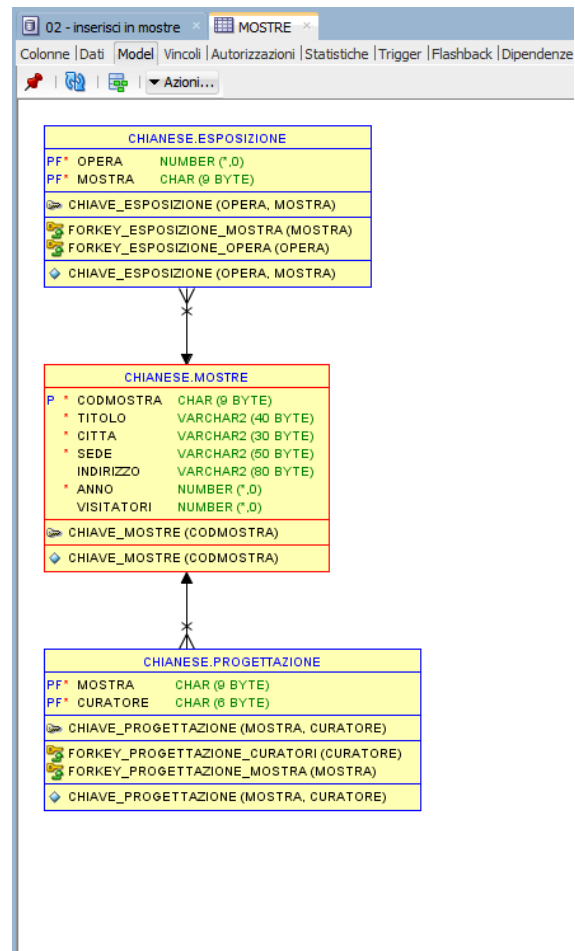 02 - inserisci in mostre × MOSTRE ×
Colonne |Dati |Model |Vincoli |Autorizzazioni |Statistiche |Trigger |Flashback |Dipendenze
Azioni...
CHIANESE.ESPOSIZIONE
PF* OPERA NUMBER (*,0)
PF* MOSTRA CHAR (9 BYTE)
CHIAVE_ESPOSIZIONE (OPERA, MOSTRA)
FORKEY_ESPOSIZIONE_MOSTRA (MOSTRA)
FORKEY_ESPOSIZIONE_OPERA (OPERA)
CHIAVE_ESPOSIZIONE (OPERA, MOSTRA)
CHIANESE.MOSTRE
P * CODMOSTRA CHAR (9 BYTE)
* TITOLO VARCHAR2 (40 BYTE)
* CITTA VARCHAR2 (30 BYTE)
* SEDE VARCHAR2 (50 BYTE)
INDIRIZZO VARCHAR2 (80 BYTE)
* ANNO NUMBER (*,0)
VISITATORI NUMBER (*,0)
CHIAVE_MOSTRE (CODMOSTRA)
CHIAVE_MOSTRE (CODMOSTRA)
CHIANESE.PROGETTAZIONE
PF* MOSTRA CHAR (9 BYTE)
PF* CURATORE CHAR (6 BYTE)
CHIAVE_PROGETTAZIONE (MOSTRA, CURATORE)
FORKEY_PROGETTAZIONE_CURATORI (CURATORE)
FORKEY_PROGETTAZIONE_MOSTRA (MOSTRA)
CHIAVE_PROGETTAZIONE (MOSTRA, CURATORE)